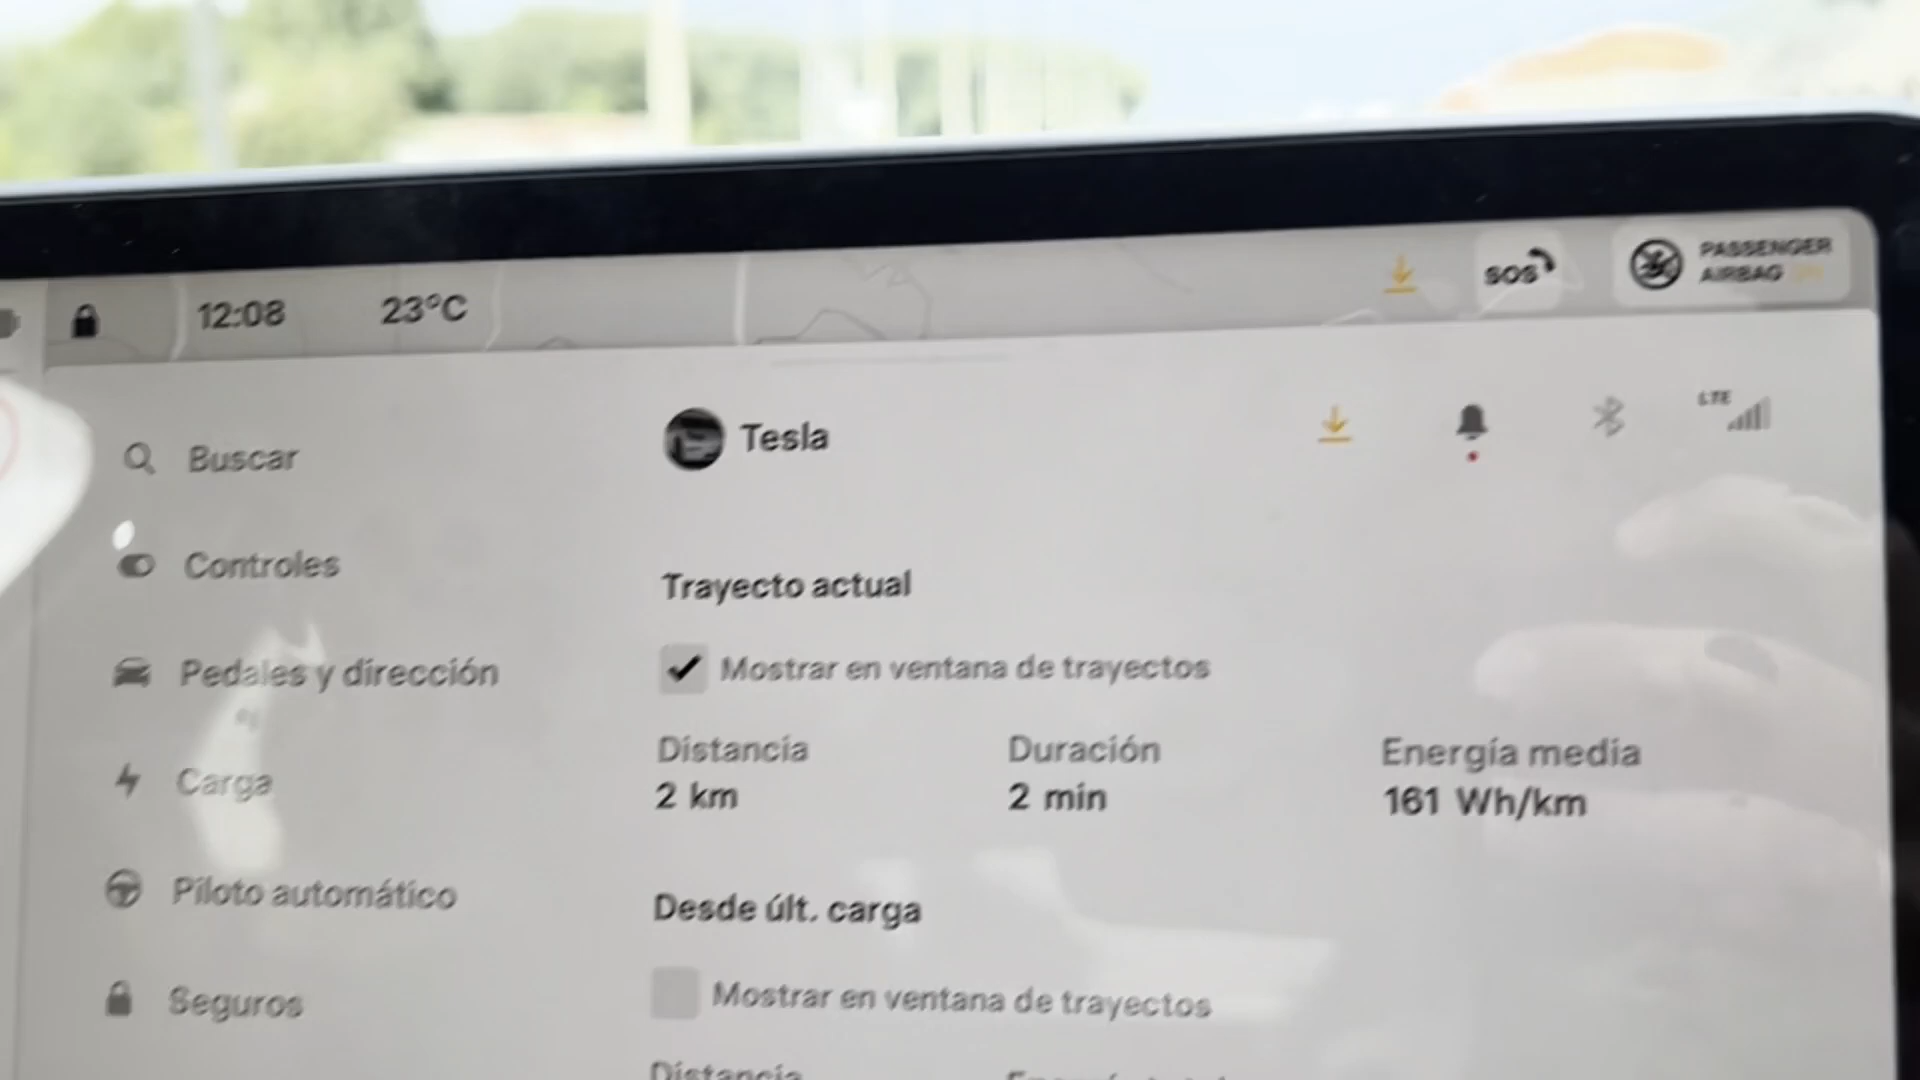 12:08
23°C
SOS
PASSENGER
AIRBAG
Buscar
Tesla
LTE
Controles
Trayecto actual
Pedales y dirección
Mostrar en ventana de trayectos
Distancia
Duración
Energía media
2 km
2 min
161 Wh/km
Carga
Piloto automático
Desde últ. carga
Seguros
Mostrar en ventana de trayectos
Distancia